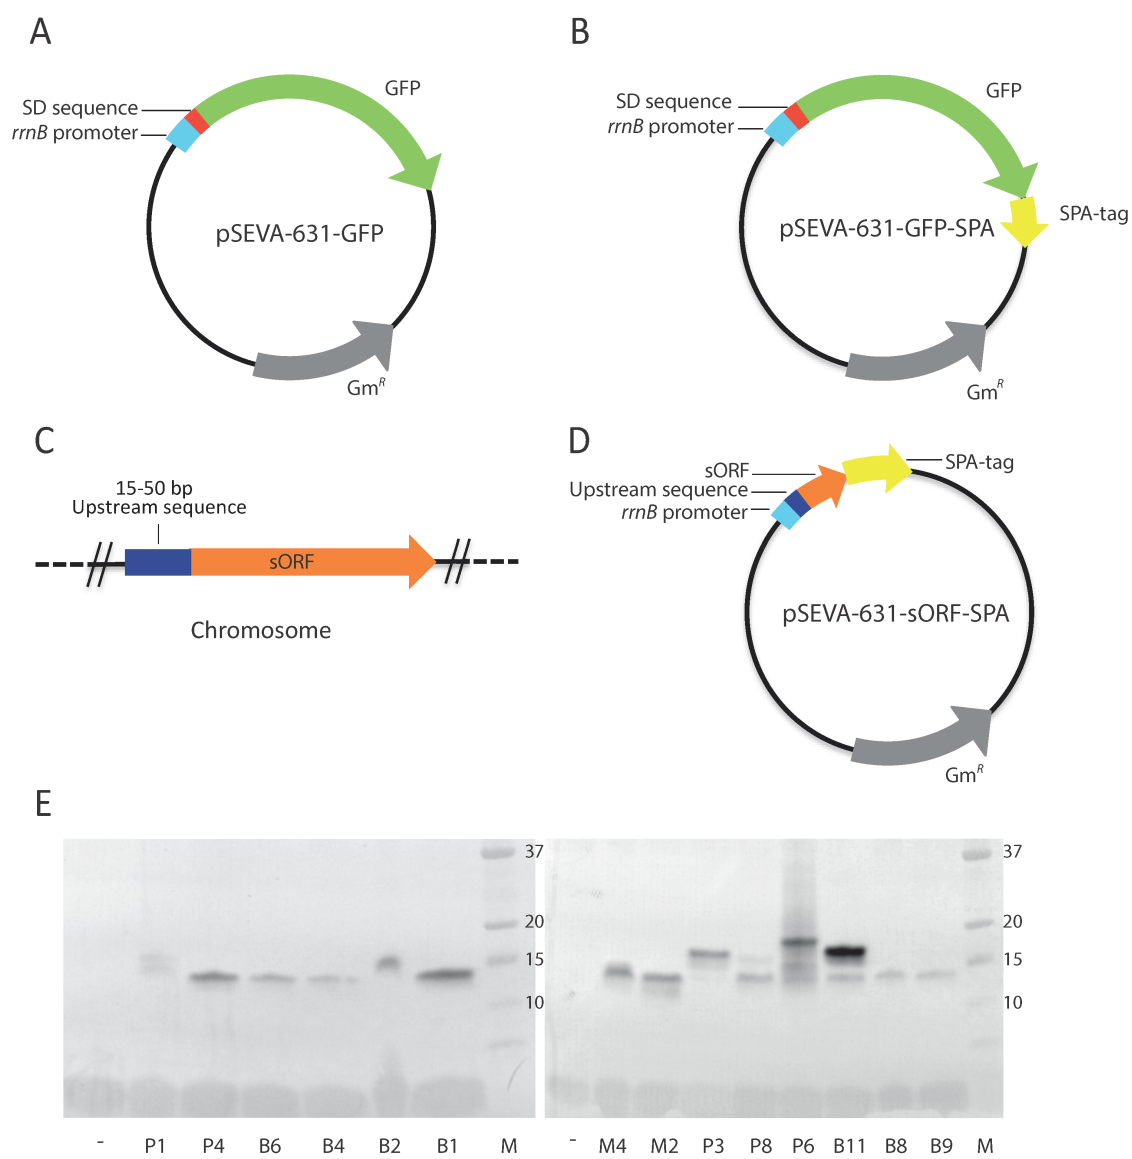 A
SD sequence
rrnB promoter
GFP
pSEVA-631-GFP
GmR
B
SD sequence
rrnB promoter
GFP
SPA-tag
pSEVA-631-GFP-SPA
GmR
C
15-50 bp
Upstream sequence
sORF
Chromosome
D
sORF
Upstream sequence
rrnB promoter
SPA-tag
pSEVA-631-sORF-SPA
GmR
E
37
20
15
10
- P1 P4 B6 B4 B2 B1 M
37
20
15
10
- M4 M2 P3 P8 P6 B11 B8 B9 M